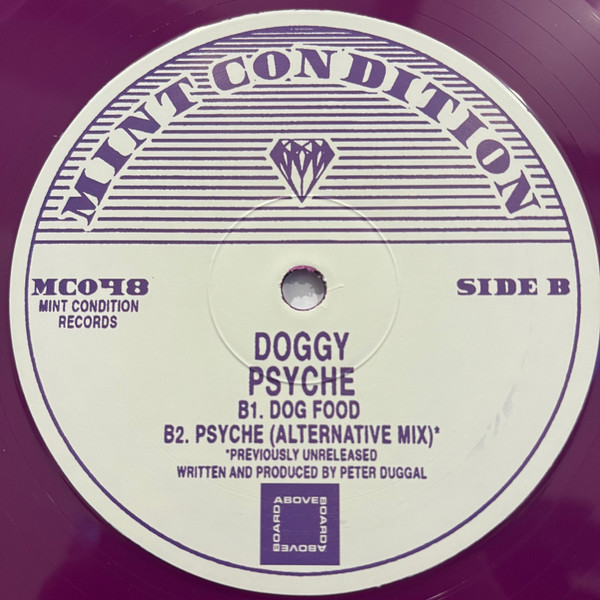 MINT CONDITION
MC048
SIDE B
MINT CONDITION
RECORDS
DOGGY
PSYCHE
B1. DOG FOOD
B2. PSYCHE (ALTERNATIVE MIX)*
*PREVIOUSLY UNRELEASED
WRITTEN AND PRODUCED BY PETER DUGGAL
ABOVE
BOARD
ABOVE
BOARD